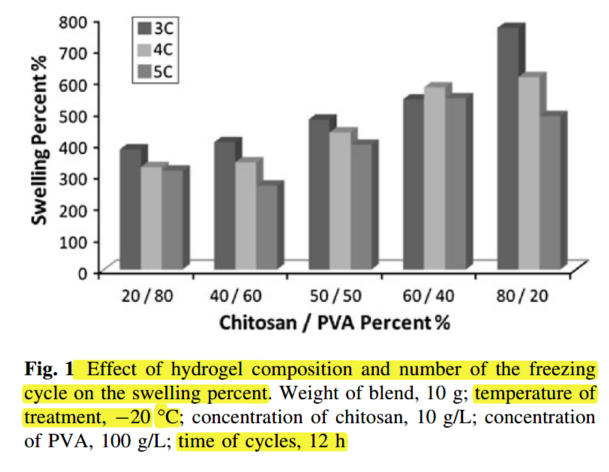 800
700
600
500
400
300
200
100
0
Swelling Percent %
3C
4C
5C
20 / 80 40 / 60 50 / 50 60 / 40 80 / 20
Chitosan / PVA Percent %
Fig. 1 Effect of hydrogel composition and number of the freezing
cycle on the swelling percent. Weight of blend, 10 g; temperature of
treatment, −20 °C; concentration of chitosan, 10 g/L; concentration
of PVA, 100 g/L; time of cycles, 12 h